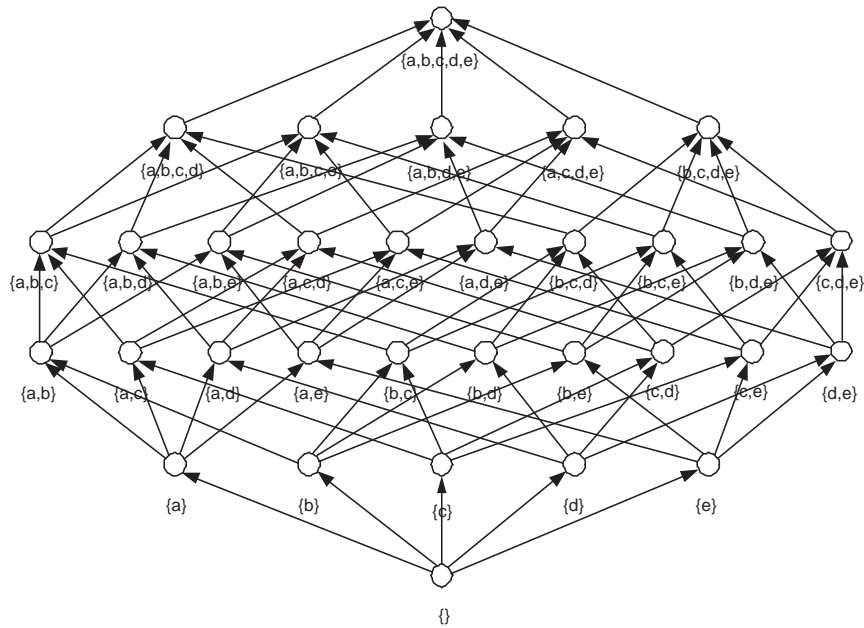 {a,b,c,d,e}
{a,b,c,d} {a,b,c,e} {a,b,d,e} {a,c,d,e} {b,c,d,e}
{a,b,c} {a,b,d} {a,b,e} {a,c,d} {a,c,e} {a,d,e} {b,c,d} {b,c,e} {b,d,e} {c,d,e}
{a,b} {a,c} {a,d} {a,e} {b,c} {b,d} {b,e} {c,d} {c,e} {d,e}
{a} {b} {c} {d} {e}
{}